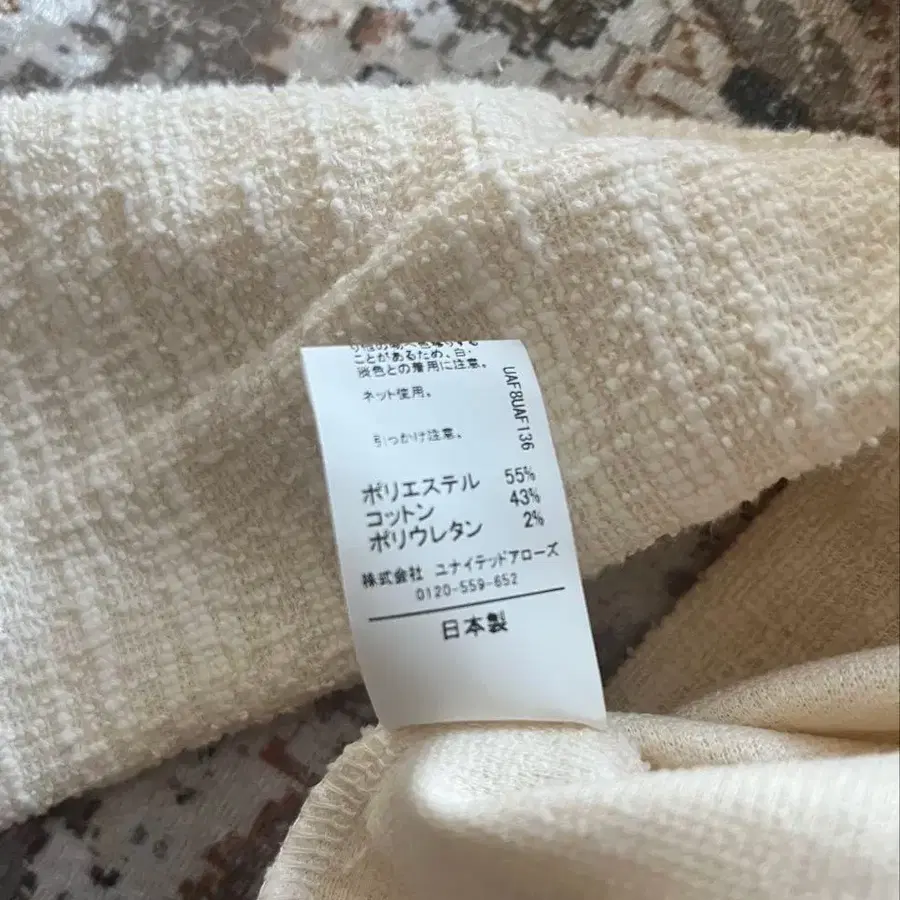 ことがあるため、白・
淡色との着用に注意。
ネット使用。
引っかけ注意。
UAF8UAF136
ポリエステル 55%
コットン 43%
ポリウレタン 2%
株式会社 ユナイテッドアローズ
0120-559-652
日本製